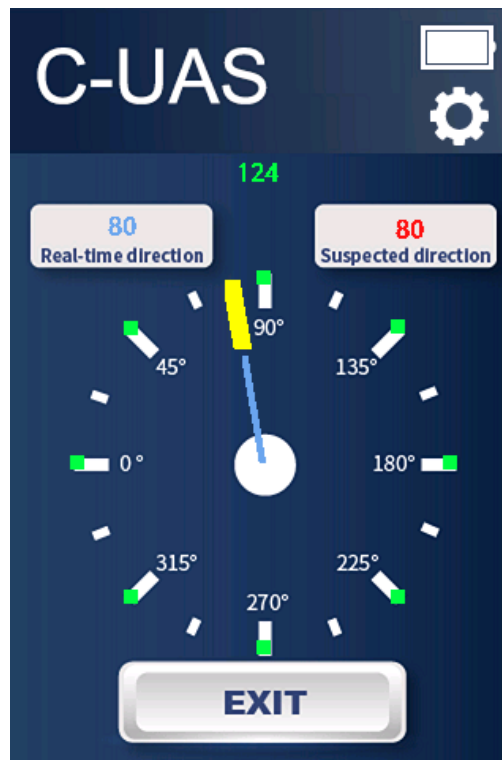 C-UAS
124
80
Real-time direction
80
Suspected direction
90°
45°
135°
0°
180°
315°
225°
270°
EXIT